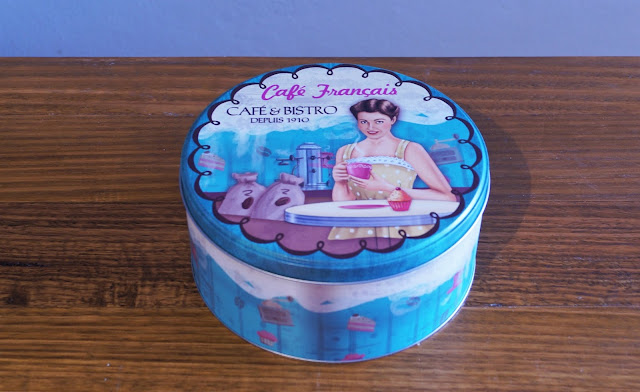 Café Français
CAFÉ & BISTRO
DEPUIS 1910